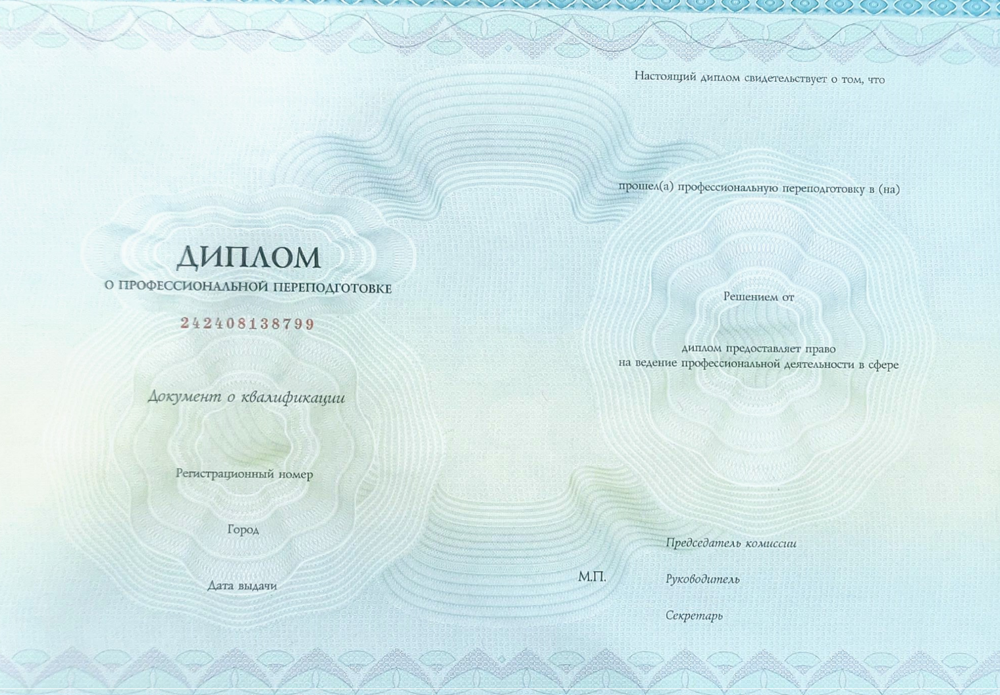 ДИПЛОМ
О ПРОФЕССИОНАЛЬНОЙ ПЕРЕПОДГОТОВКЕ
242408138799
Документ о квалификации
Регистрационный номер
Город
Дата выдачи
Настоящий диплом свидетельствует о том, что
прошел(а) профессиональную переподготовку в (на)
Решением от
диплом предоставляет право
на ведение профессиональной деятельности в сфере
М.П.
Председатель комиссии
Руководитель
Секретарь